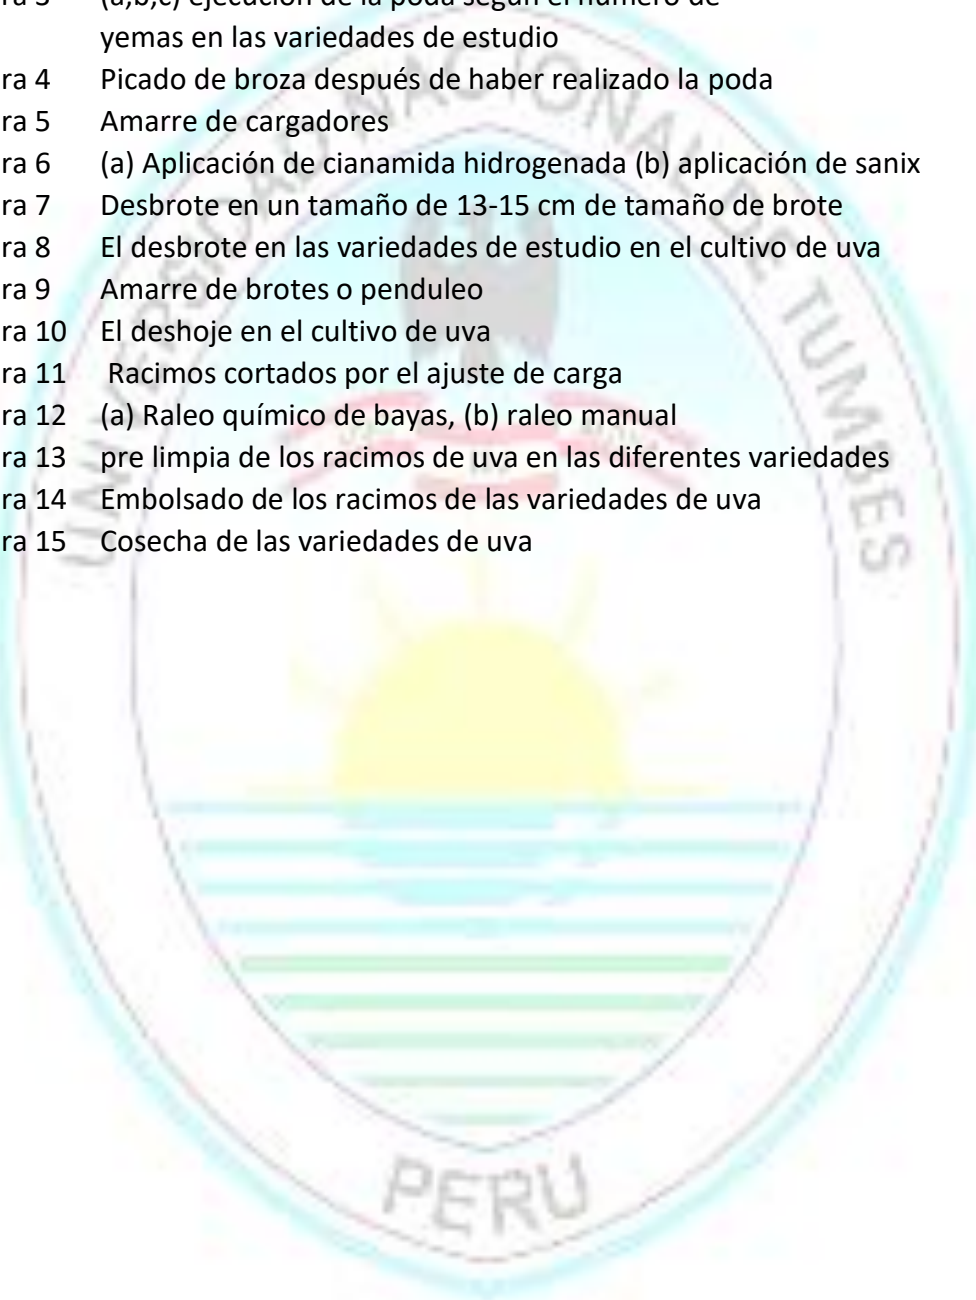 ra 3 (a,b,c) ejecución de la poda según el número de
yemas en las variedades de estudio
ra 4 Picado de broza después de haber realizado la poda
ra 5 Amarre de cargadores
ra 6 (a) Aplicación de cianamida hidrogenada (b) aplicación de sanix
ra 7 Desbrote en un tamaño de 13-15 cm de tamaño de brote
ra 8 El desbrote en las variedades de estudio en el cultivo de uva
ra 9 Amarre de brotes o penduleo
ra 10 El deshoje en el cultivo de uva
ra 11 Racimos cortados por el ajuste de carga
ra 12 (a) Raleo químico de bayas, (b) raleo manual
ra 13 pre limpia de los racimos de uva en las diferentes variedades
ra 14 Embolsado de los racimos de las variedades de uva
ra 15 Cosecha de las variedades de uva
UNIVERSIDAD NACIONAL DE TUMBES
PERU